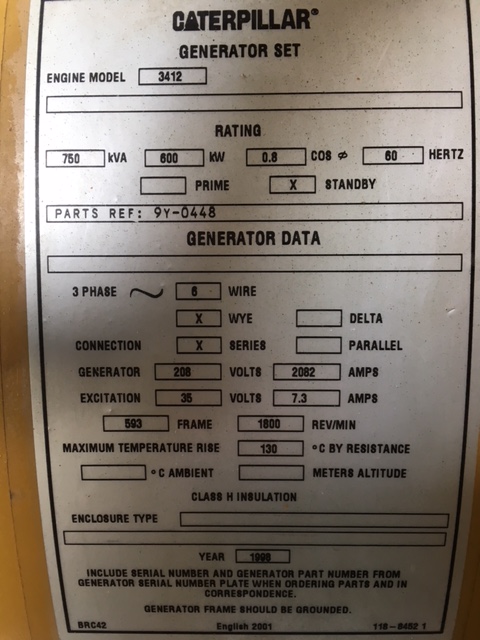 CATERPILLAR®
GENERATOR SET
ENGINE MODEL 3412
RATING
750 kVA 600 kW 0.8 COS ø 60 HERTZ
PRIME X STANDBY
PARTS REF: 9Y-0448
GENERATOR DATA
3 PHASE 6 WIRE
X WYE DELTA
CONNECTION X SERIES PARALLEL
GENERATOR 208 VOLTS 2082 AMPS
EXCITATION 35 VOLTS 7.3 AMPS
593 FRAME 1800 REV/MIN
MAXIMUM TEMPERATURE RISE 130 °C BY RESISTANCE
°C AMBIENT METERS ALTITUDE
CLASS H INSULATION
ENCLOSURE TYPE
YEAR 1998
INCLUDE SERIAL NUMBER AND GENERATOR PART NUMBER FROM
GENERATOR SERIAL NUMBER PLATE WHEN ORDERING PARTS AND IN
CORRESPONDENCE.
GENERATOR FRAME SHOULD BE GROUNDED.
BRC42 English 2001 118-8452 1